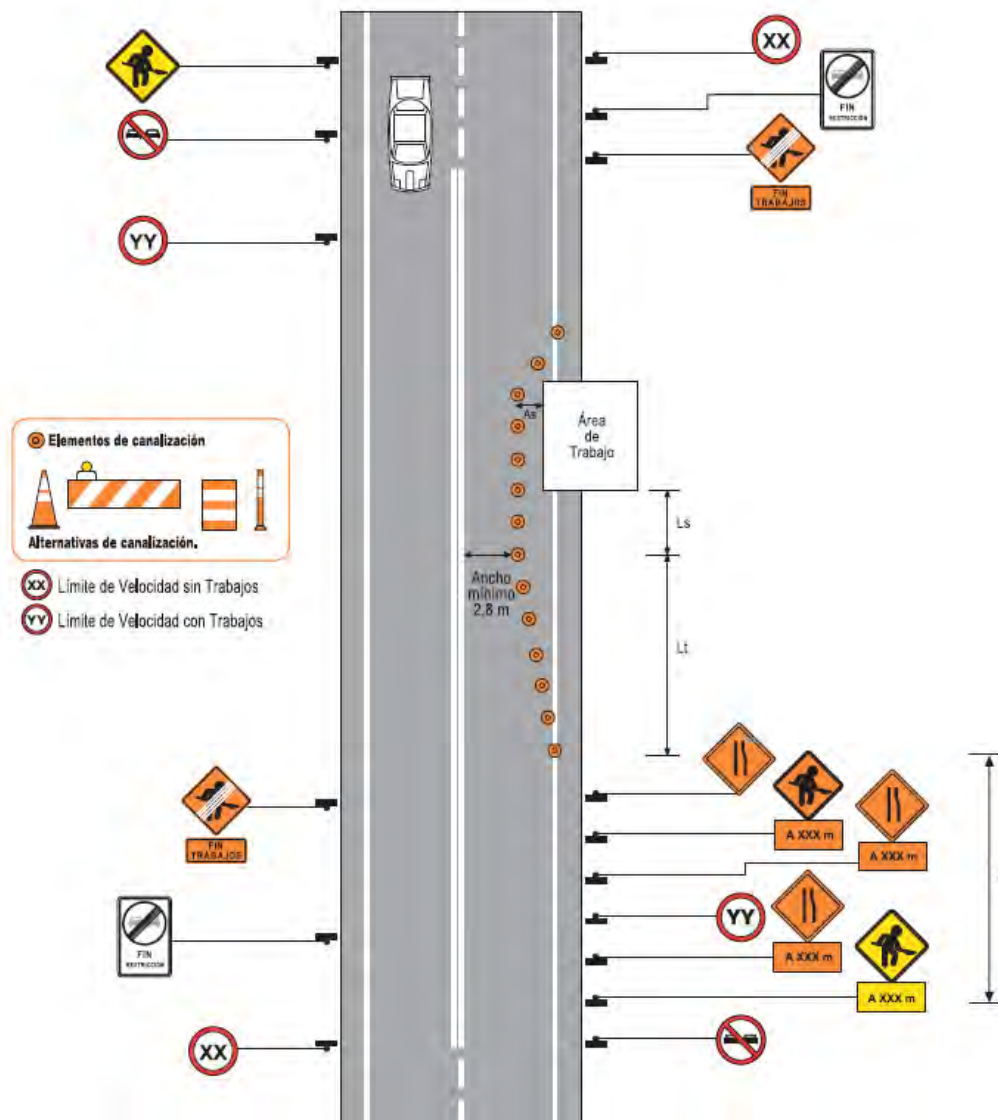 XX
FIN
RESTRICCIÓN
FIN
TRABAJOS
YY
Elementos de canalización
Alternativas de canalización.
XX Límite de Velocidad sin Trabajos
YY Límite de Velocidad con Trabajos
As
Área
de
Trabajo
Ls
Ancho
mínimo
2,8 m
Lt
FIN
TRABAJOS
A XXX m
A XXX m
YY
A XXX m
A XXX m
FIN
RESTRICCIÓN
XX